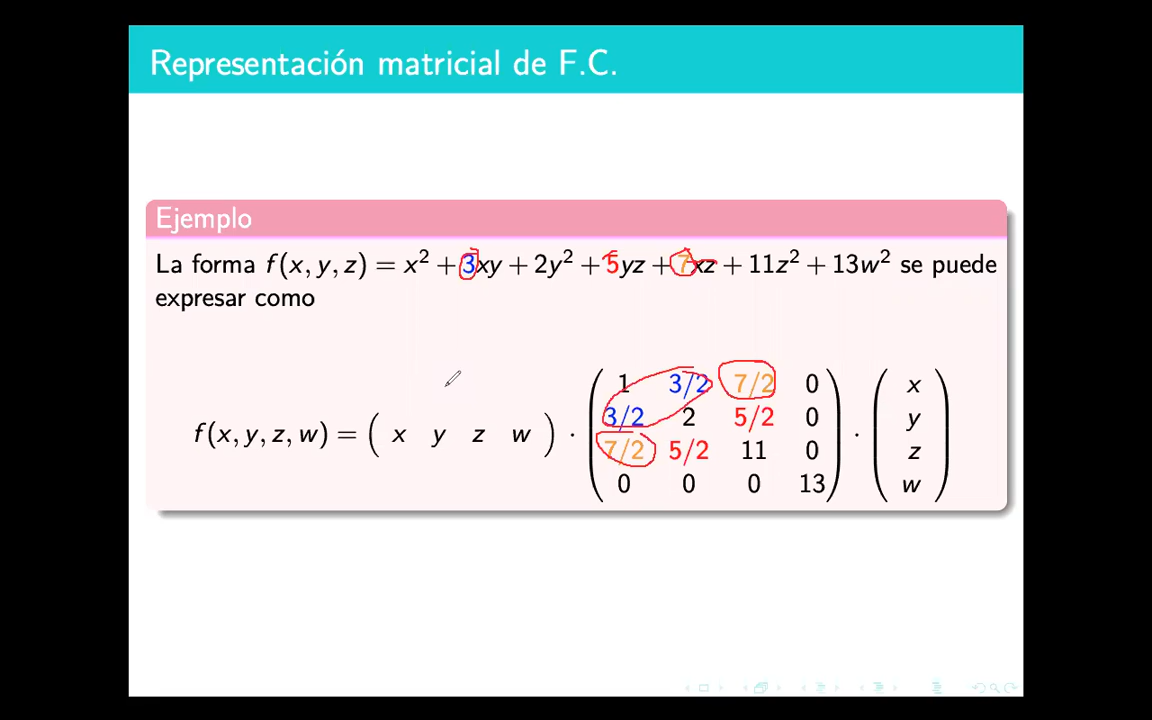 Representación matricial de F.C.
Ejemplo
La forma f(x, y, z) = x² + 3xy + 2y² + 5yz + 7xz + 11z² + 13w² se puede
expresar como
f(x, y, z, w) = ( x y z w ) · ( 1 3/2 7/2 0 ) · ( x )
3/2 2 5/2 0 y
7/2 5/2 11 0 z
0 0 0 13 w